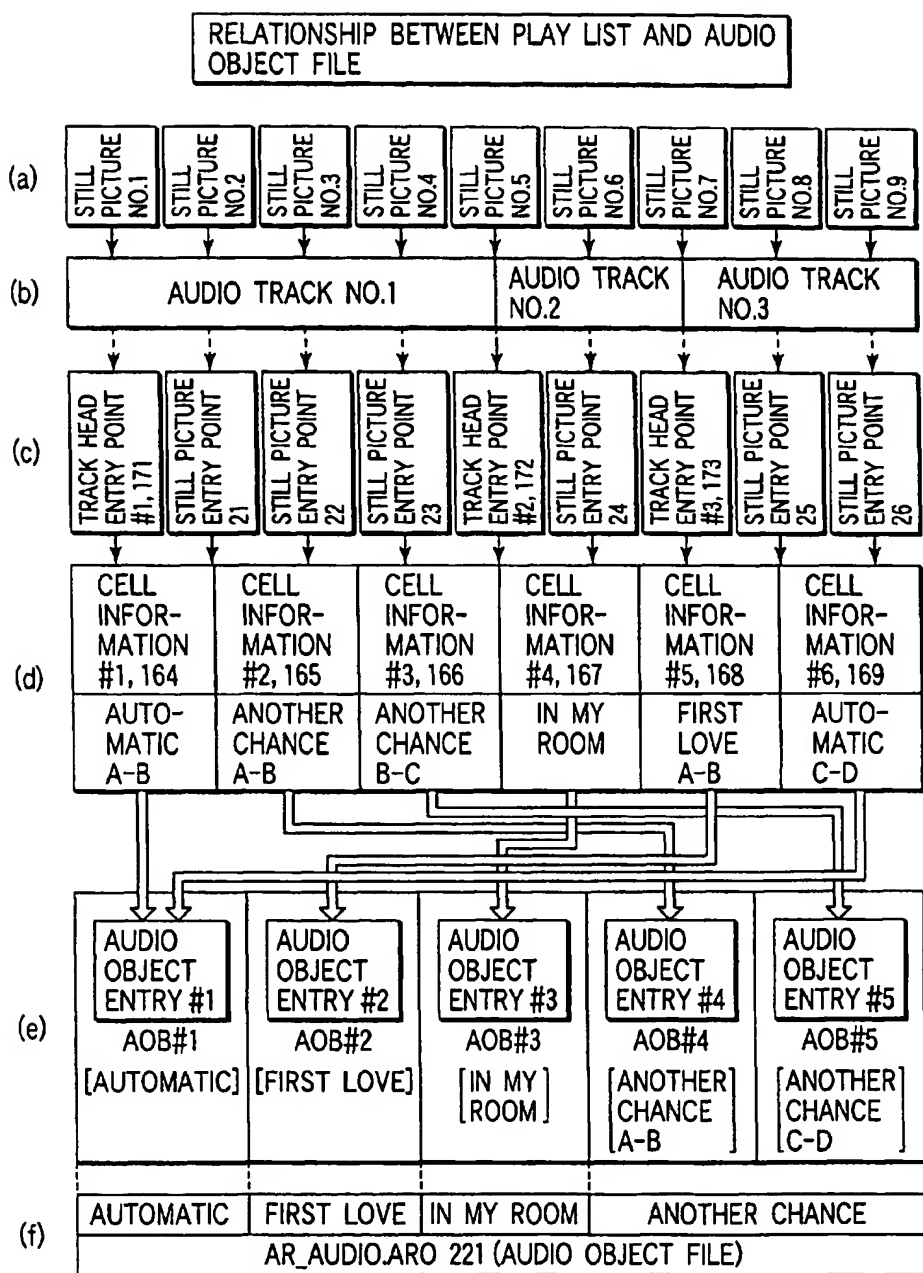 RELATIONSHIP BETWEEN PLAY LIST AND AUDIO
OBJECT FILE
(a)
STILL
PICTURE
NO.1
STILL
PICTURE
NO.2
STILL
PICTURE
NO.3
STILL
PICTURE
NO.4
STILL
PICTURE
NO.5
STILL
PICTURE
NO.6
STILL
PICTURE
NO.7
STILL
PICTURE
NO.8
STILL
PICTURE
NO.9
(b)
AUDIO TRACK NO.1
AUDIO TRACK
NO.2
AUDIO TRACK
NO.3
(c)
TRACK HEAD
ENTRY POINT
#1, 171
STILL PICTURE
ENTRY POINT
21
STILL PICTURE
ENTRY POINT
22
STILL PICTURE
ENTRY POINT
23
TRACK HEAD
ENTRY POINT
#2, 172
STILL PICTURE
ENTRY POINT
24
TRACK HEAD
ENTRY POINT
#3, 173
STILL PICTURE
ENTRY POINT
25
STILL PICTURE
ENTRY POINT
26
(d)
CELL
INFOR-
MATION
#1, 164
CELL
INFOR-
MATION
#2, 165
CELL
INFOR-
MATION
#3, 166
CELL
INFOR-
MATION
#4, 167
CELL
INFOR-
MATION
#5, 168
CELL
INFOR-
MATION
#6, 169
AUTO-
MATIC
A-B
ANOTHER
CHANCE
A-B
ANOTHER
CHANCE
B-C
IN MY
ROOM
FIRST
LOVE
A-B
AUTO-
MATIC
C-D
(e)
AUDIO
OBJECT
ENTRY #1
AOB#1
[AUTOMATIC]
AUDIO
OBJECT
ENTRY #2
AOB#2
[FIRST LOVE]
AUDIO
OBJECT
ENTRY #3
AOB#3
[IN MY
ROOM]
AUDIO
OBJECT
ENTRY #4
AOB#4
[ANOTHER
CHANCE
A-B]
AUDIO
OBJECT
ENTRY #5
AOB#5
[ANOTHER
CHANCE
C-D]
(f)
AUTOMATIC
FIRST LOVE
IN MY ROOM
ANOTHER CHANCE
AR_AUDIO.ARO 221 (AUDIO OBJECT FILE)